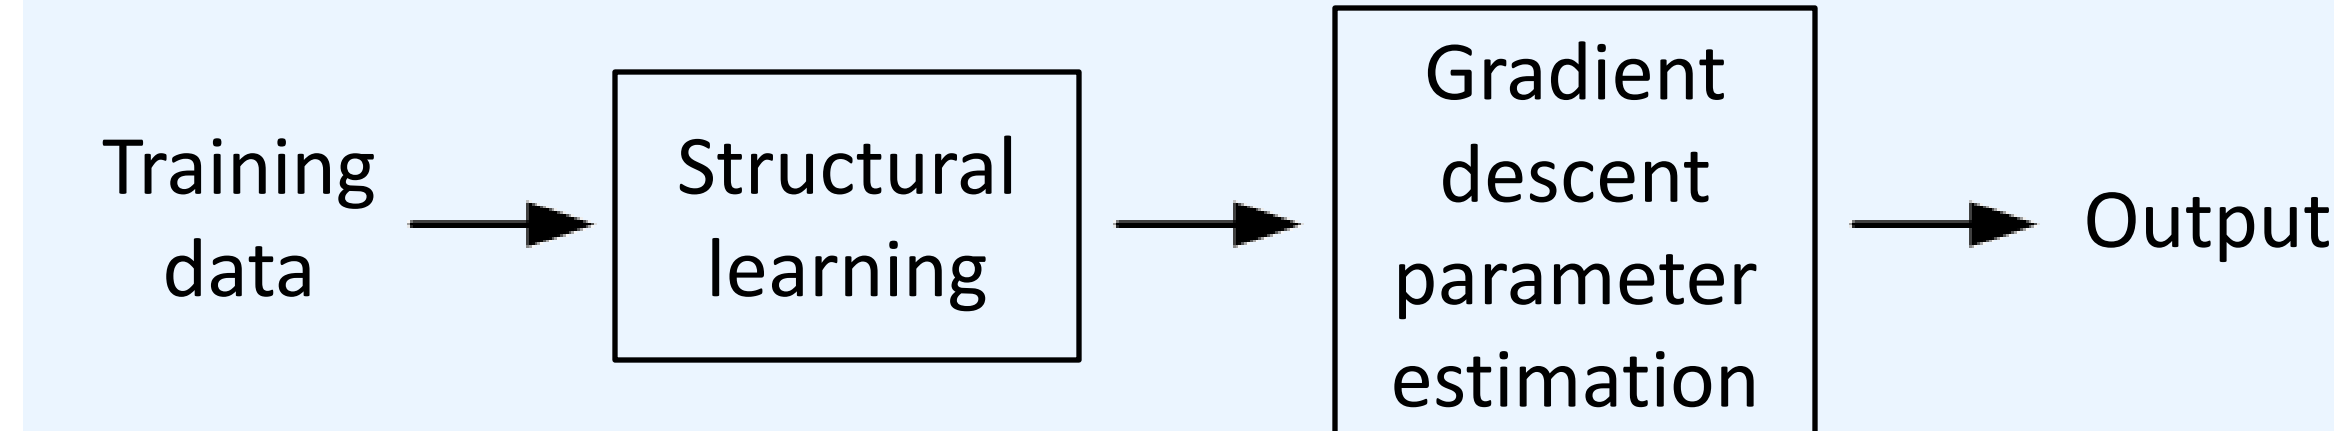 Training
data
Structural
learning
Gradient
descent
parameter
estimation
Output